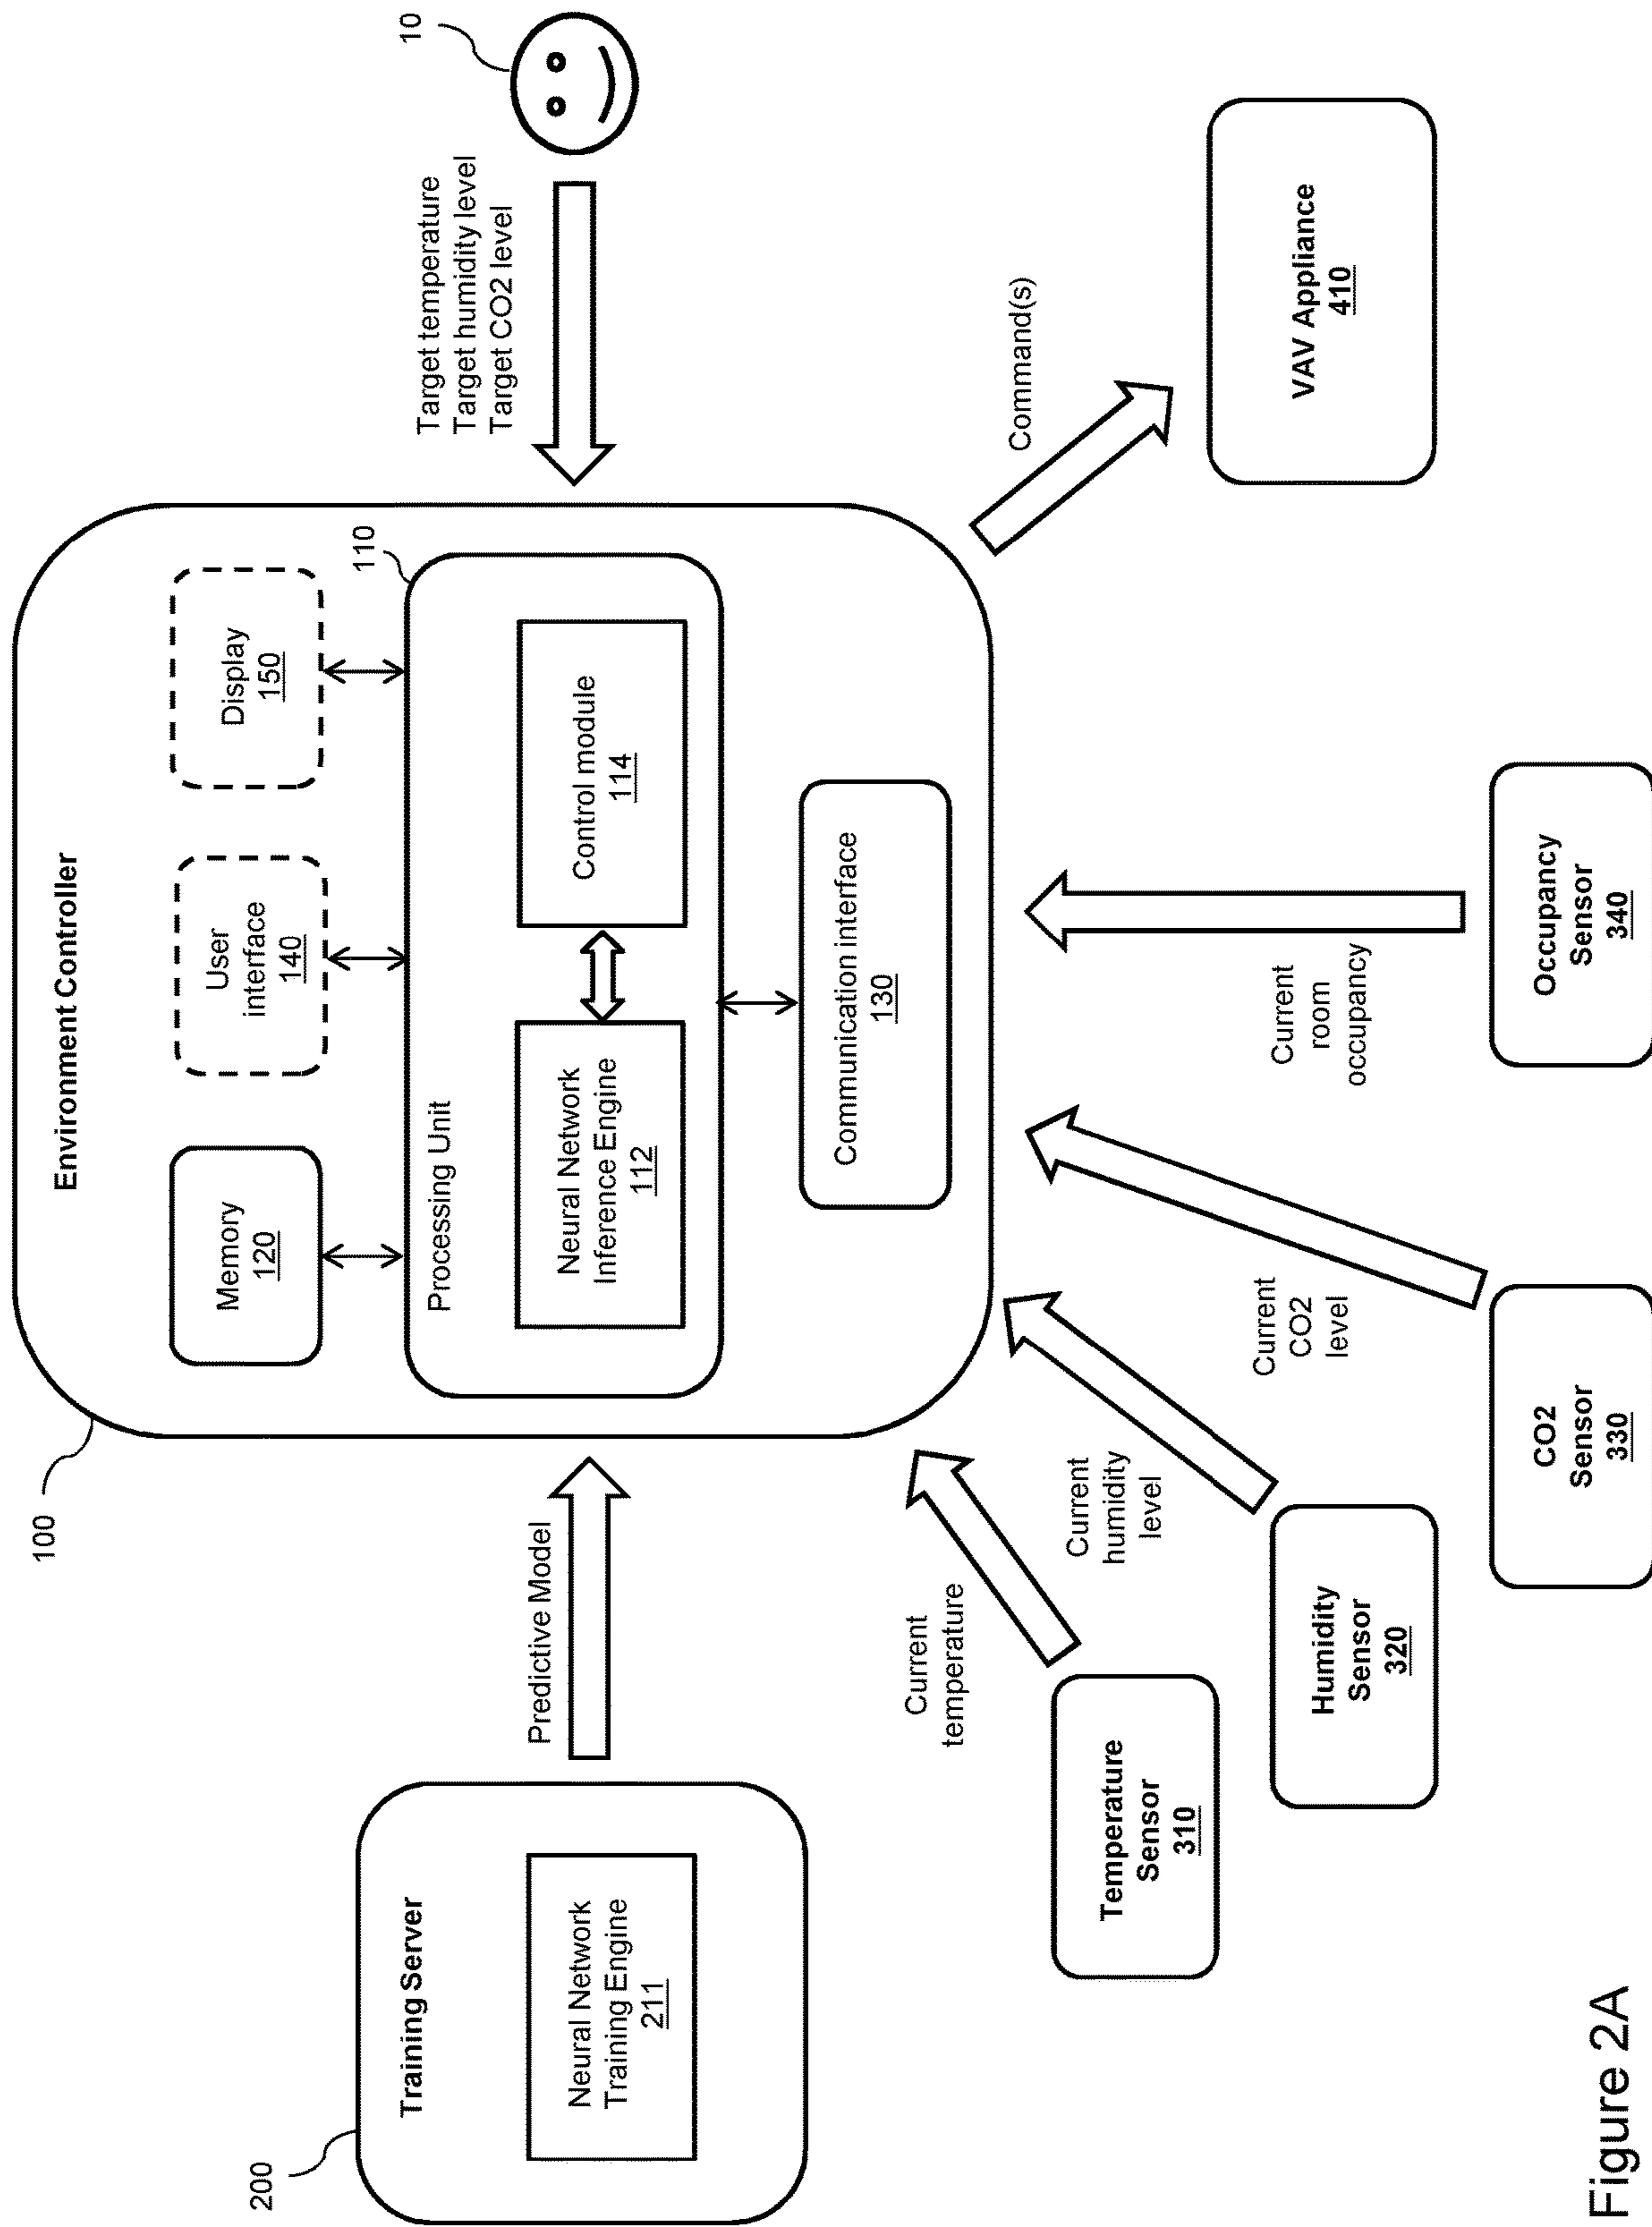 Environment Controller
100
Memory
120
User
interface
140
Display
150
110
Processing Unit
Neural Network
Inference Engine
112
Control module
114
Communication interface
130
200
Training Server
Neural Network
Training Engine
211
Predictive Model
10
Target temperature
Target humidity level
Target CO2 level
Current
temperature
Current
humidity
level
Current
CO2
level
Current
room
occupancy
Command(s)
Temperature
Sensor
310
Humidity
Sensor
320
CO2
Sensor
330
Occupancy
Sensor
340
VAV Appliance
410
Figure 2A